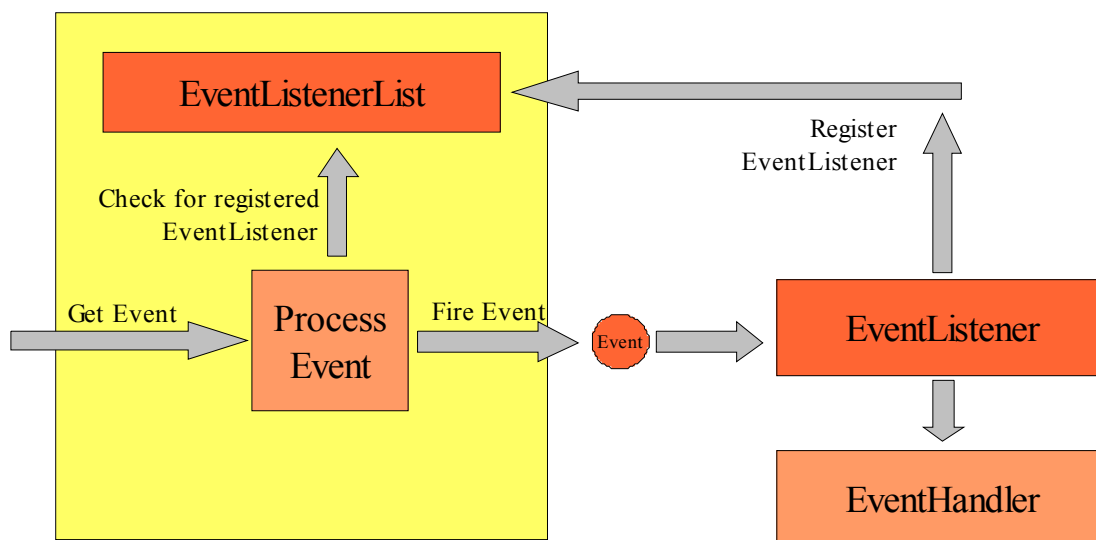 EventListenerList
Register
EventListener
Check for registered
EventListener
Get Event
Process
Event
Fire Event
Event
EventListener
EventHandler